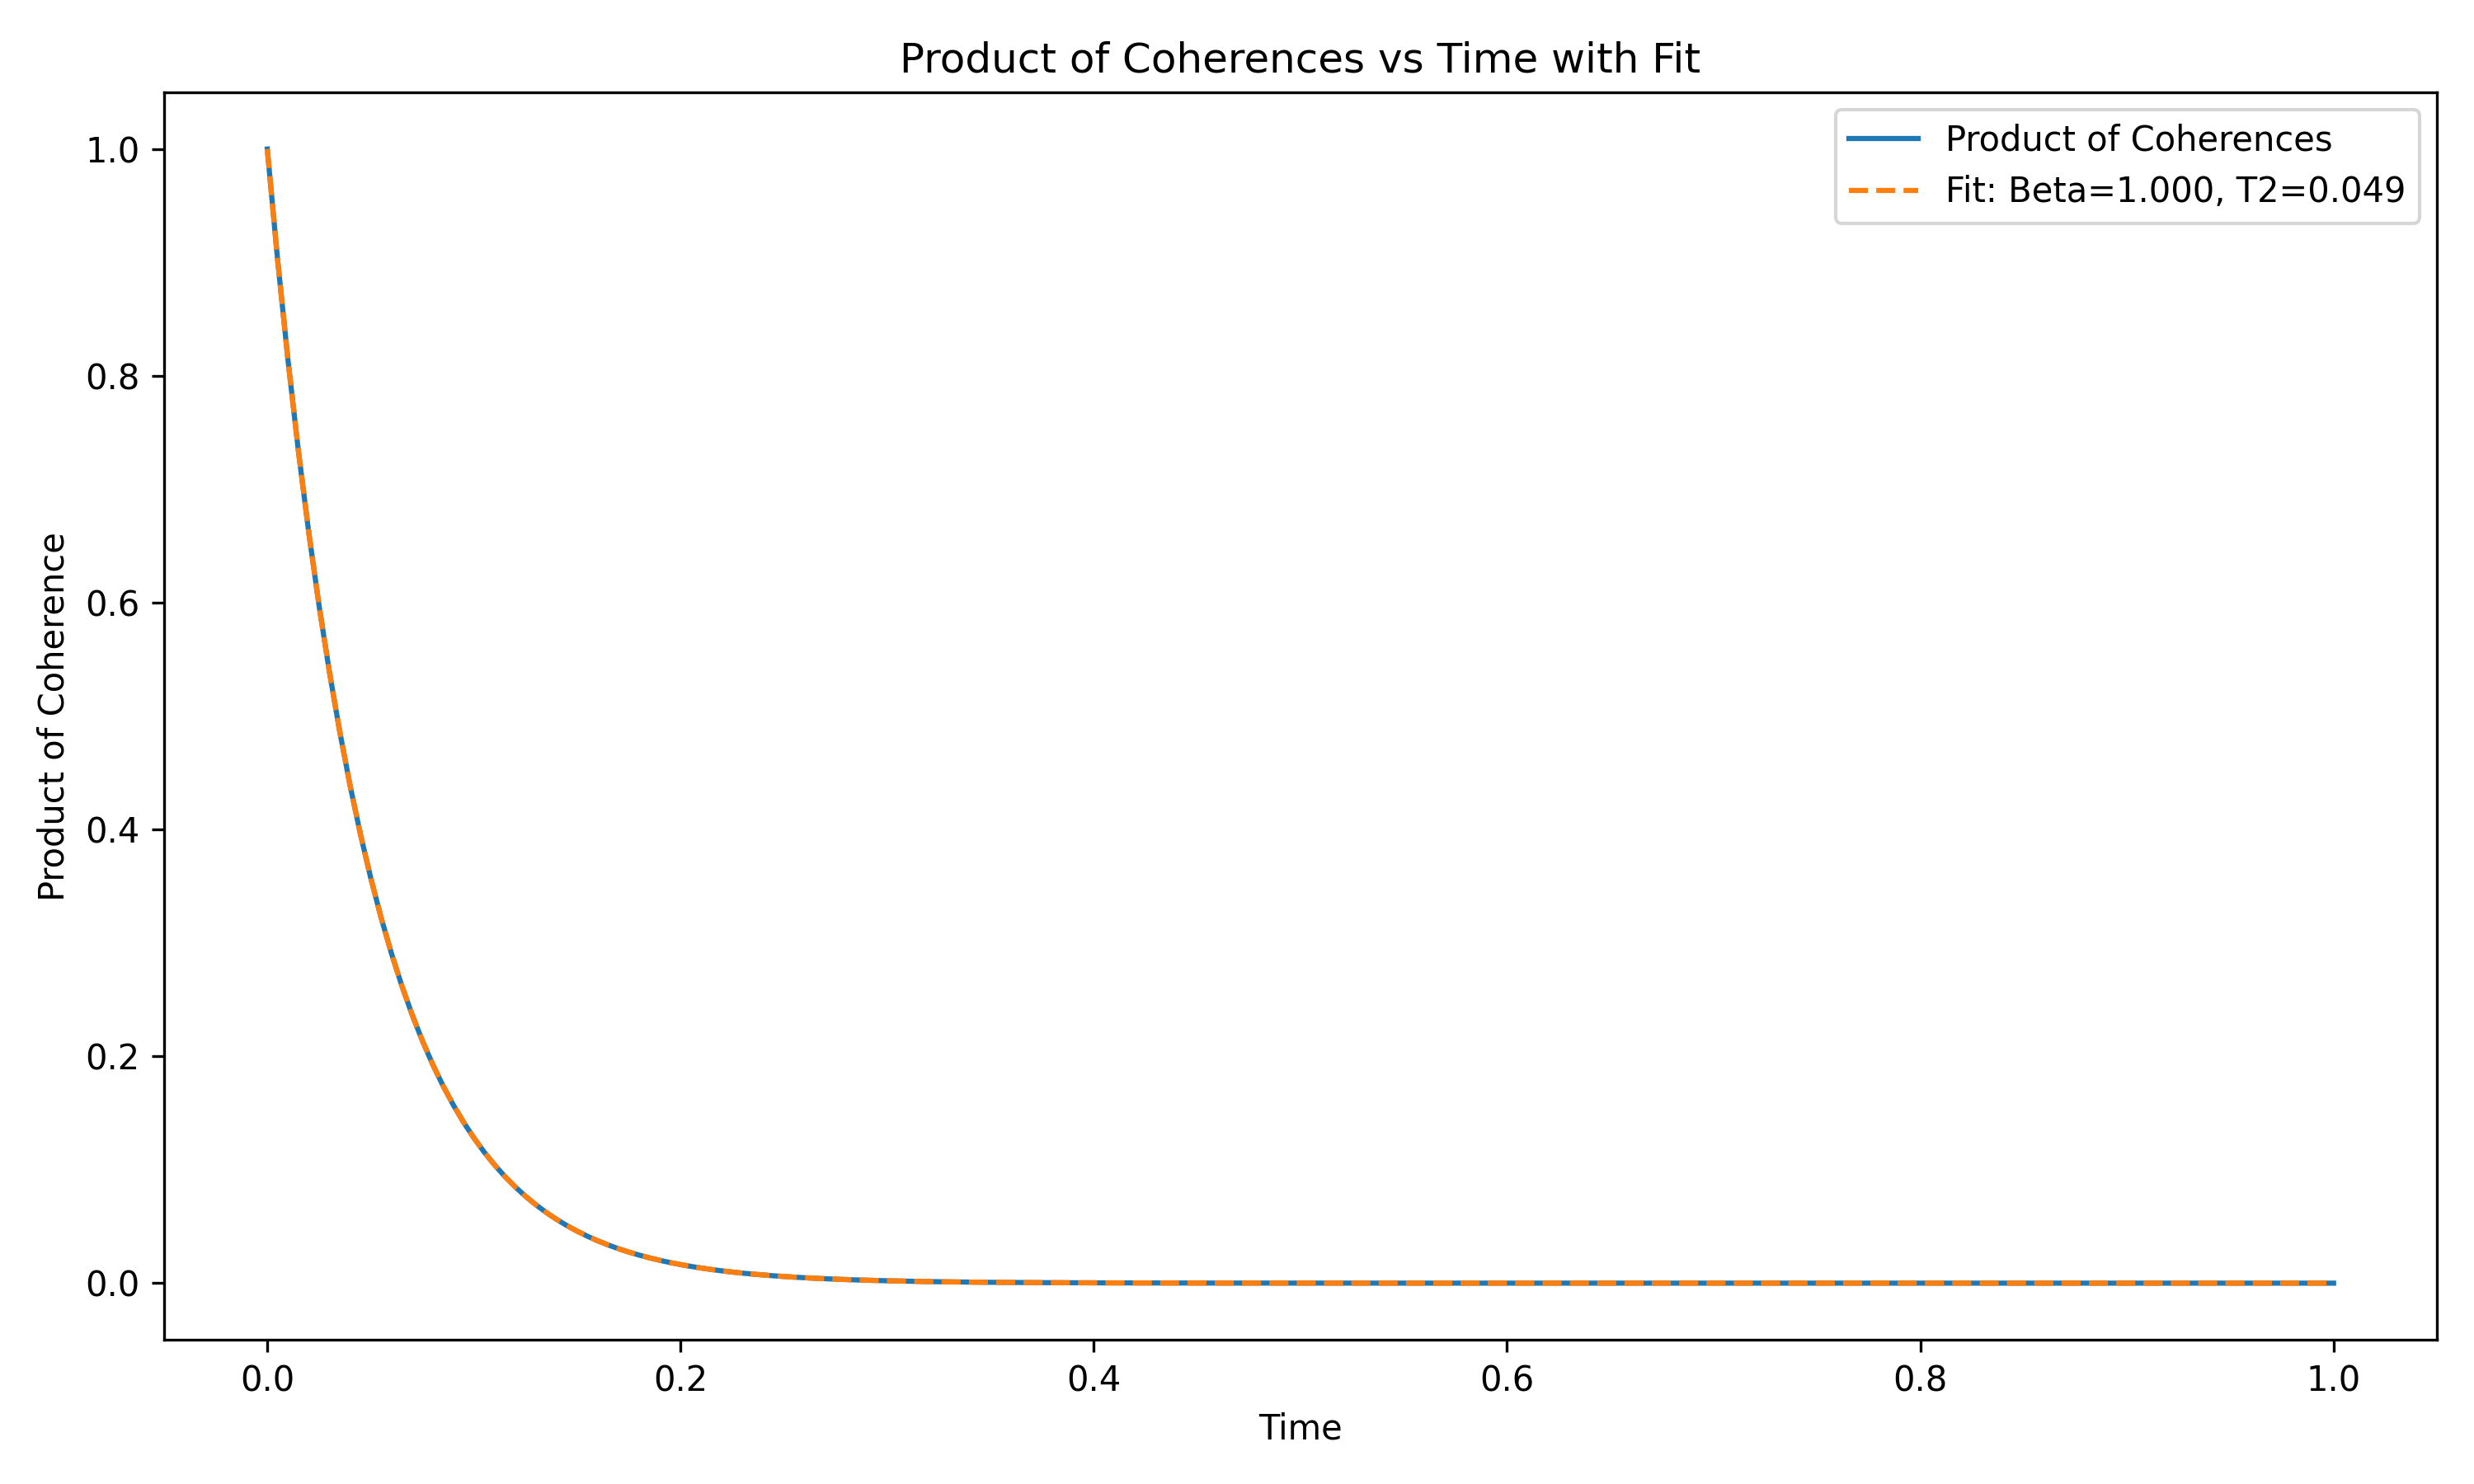 Product of Coherences vs Time with Fit
Product of Coherences
Fit: Beta=1.000, T2=0.049
Product of Coherence
1.0
0.8
0.6
0.4
0.2
0.0
0.0 0.2 0.4 0.6 0.8 1.0
Time